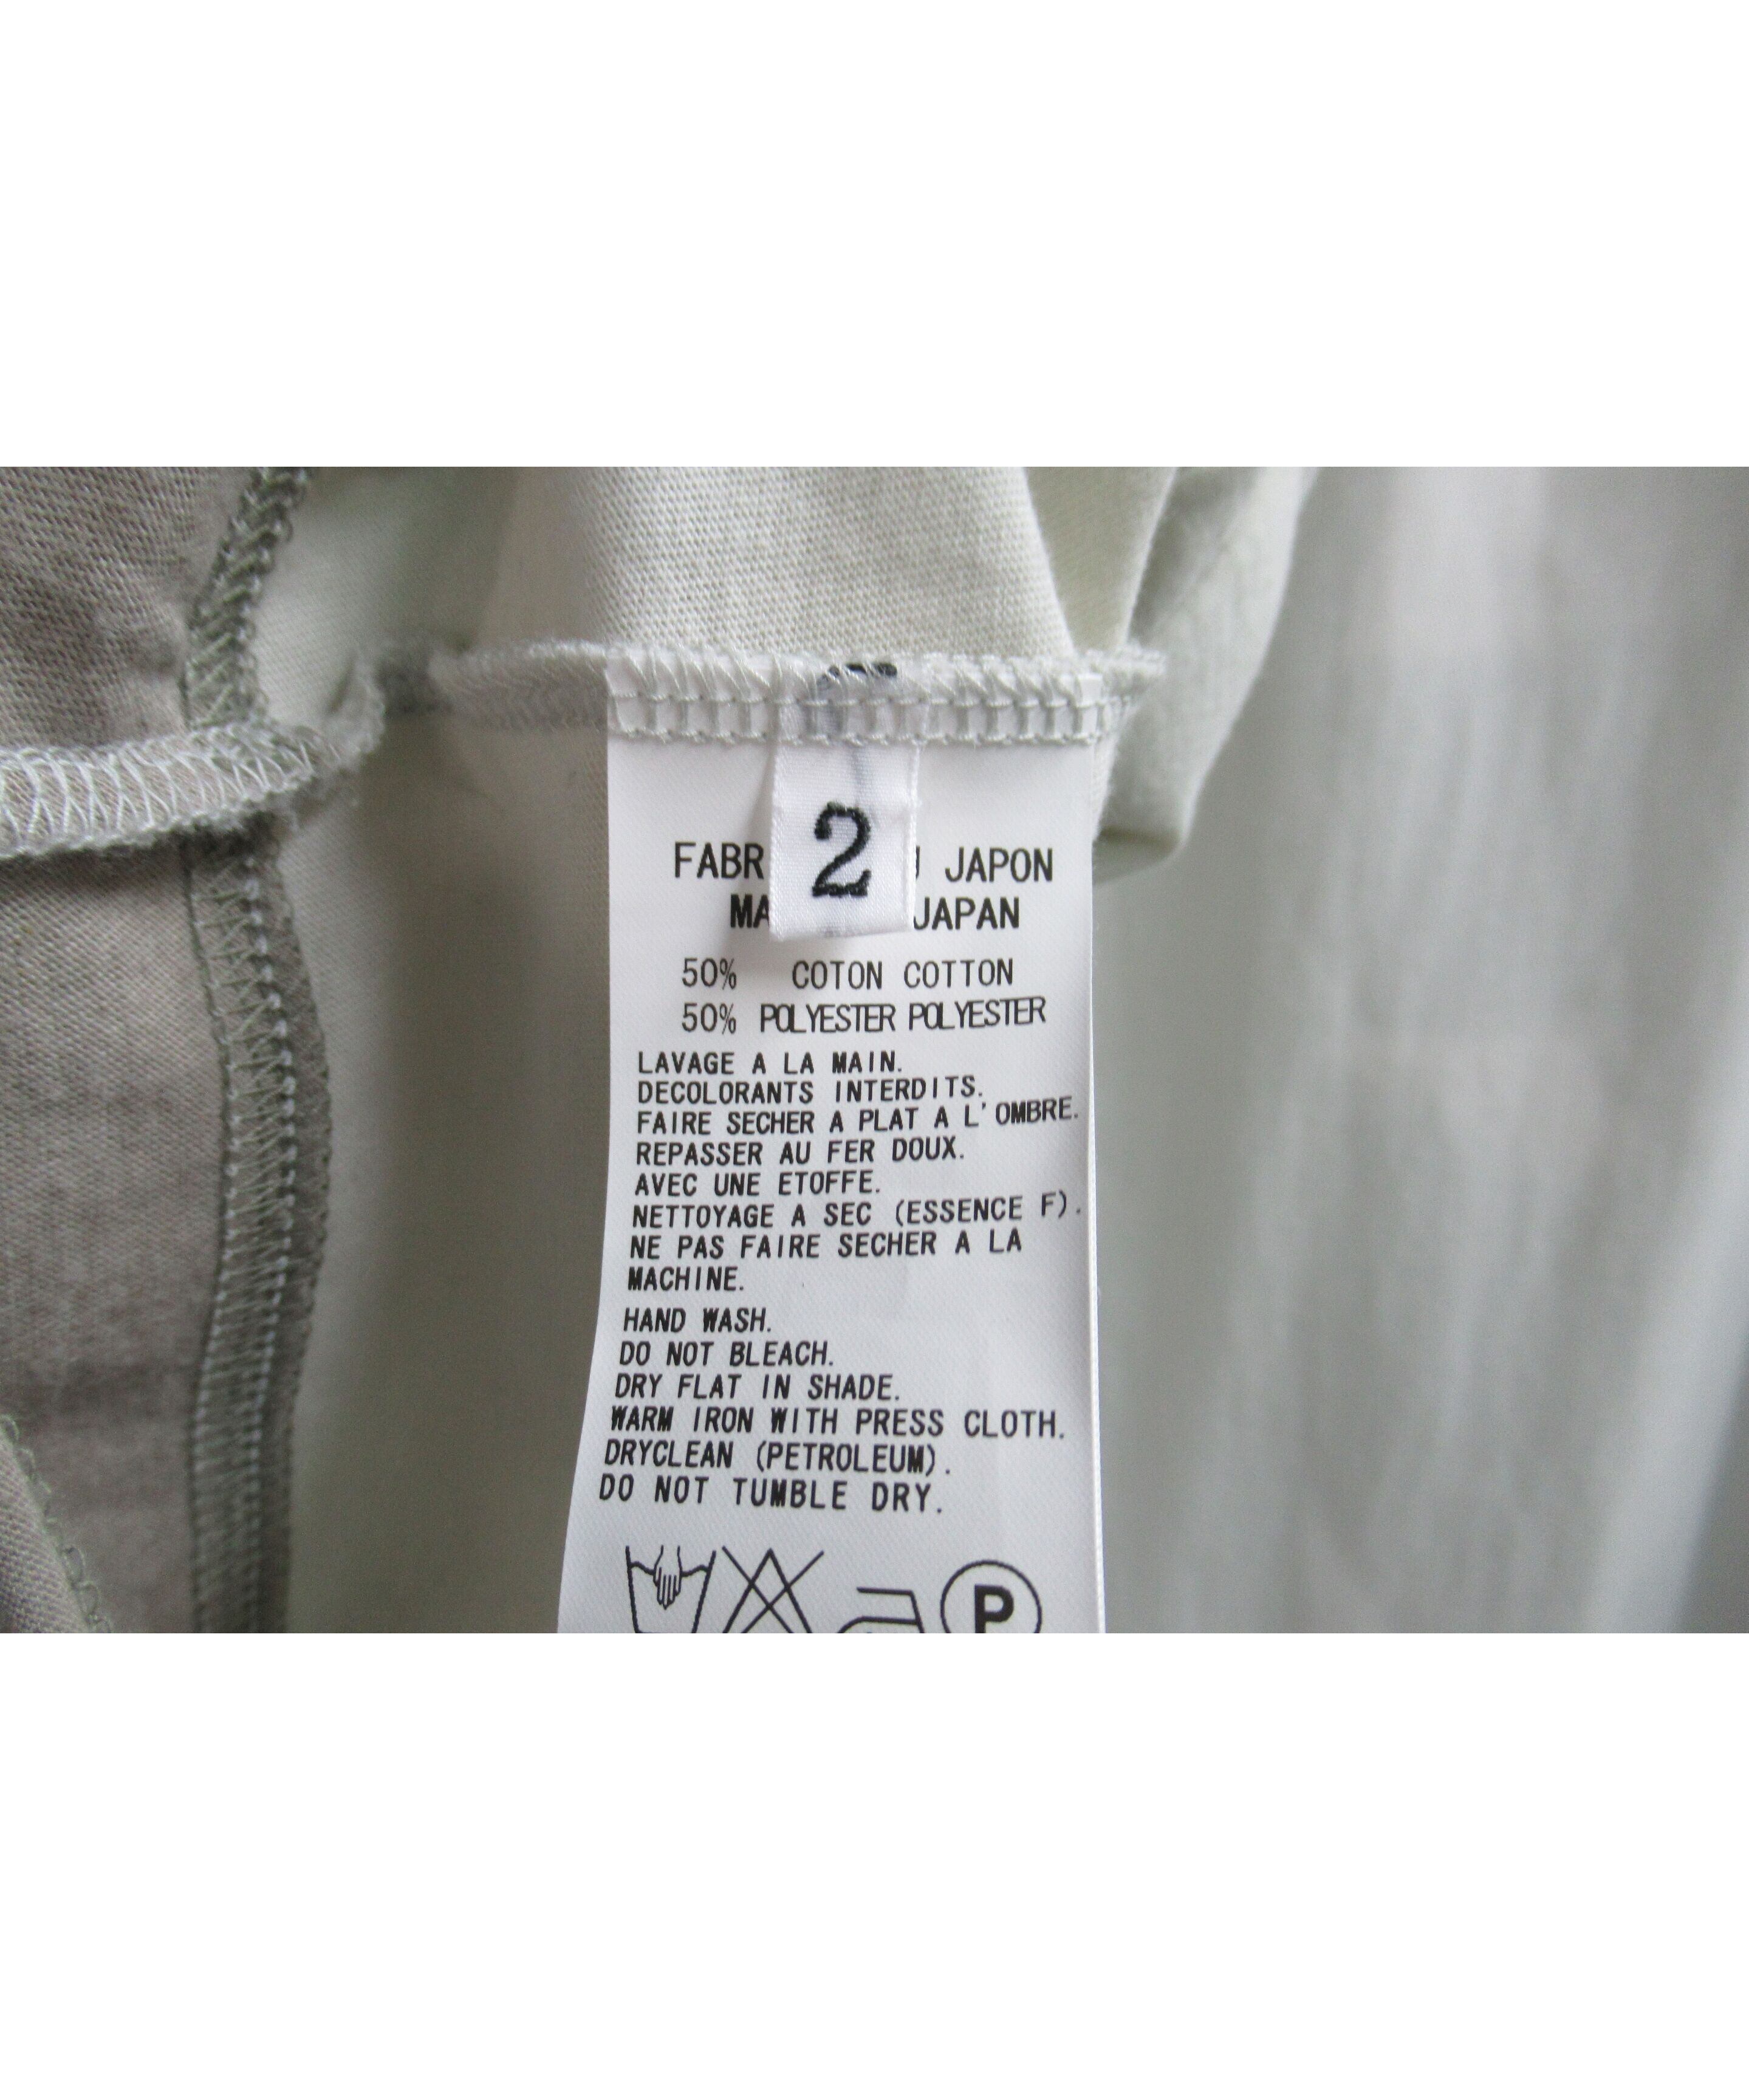 2
FABR JAPON
MA JAPAN
50% COTON COTTON
50% POLYESTER POLYESTER
LAVAGE A LA MAIN.
DECOLORANTS INTERDITS.
FAIRE SECHER A PLAT A L'OMBRE.
REPASSER AU FER DOUX.
AVEC UNE ETOFFE.
NETTOYAGE A SEC (ESSENCE F).
NE PAS FAIRE SECHER A LA
MACHINE.
HAND WASH.
DO NOT BLEACH.
DRY FLAT IN SHADE.
WARM IRON WITH PRESS CLOTH.
DRYCLEAN (PETROLEUM).
DO NOT TUMBLE DRY.
P